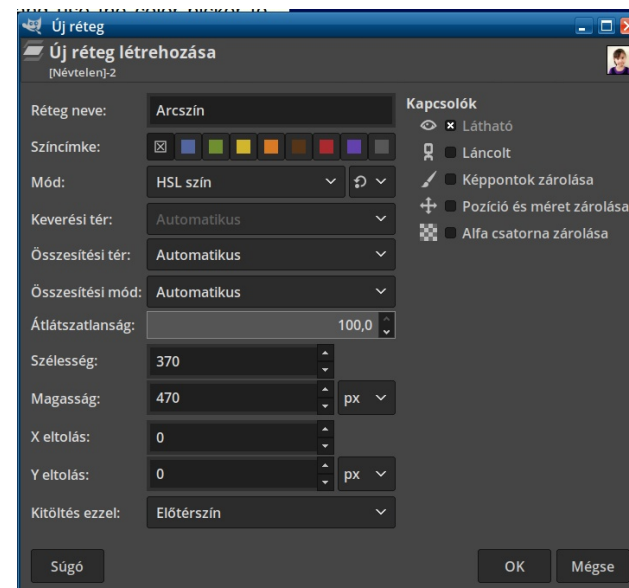 Új réteg
Új réteg létrehozása
[Névtelen]-2
Réteg neve: Arcszín
Színcímke:
Mód: HSL szín
Keverési tér: Automatikus
Összesítési tér: Automatikus
Összesítési mód: Automatikus
Átlátszatlanság: 100,0
Szélesség: 370
Magasság: 470 px
X eltolás: 0
Y eltolás: 0 px
Kitöltés ezzel: Előtérszín
Kapcsolók
Látható
Láncolt
Képpontok zárolása
Pozíció és méret zárolása
Alfa csatorna zárolása
Súgó OK Mégse